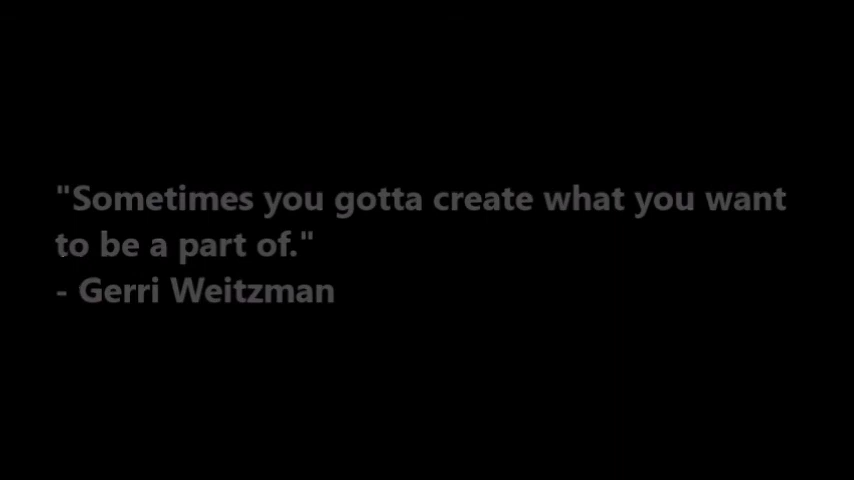 "Sometimes you gotta create what you want
to be a part of."
- Gerri Weitzman